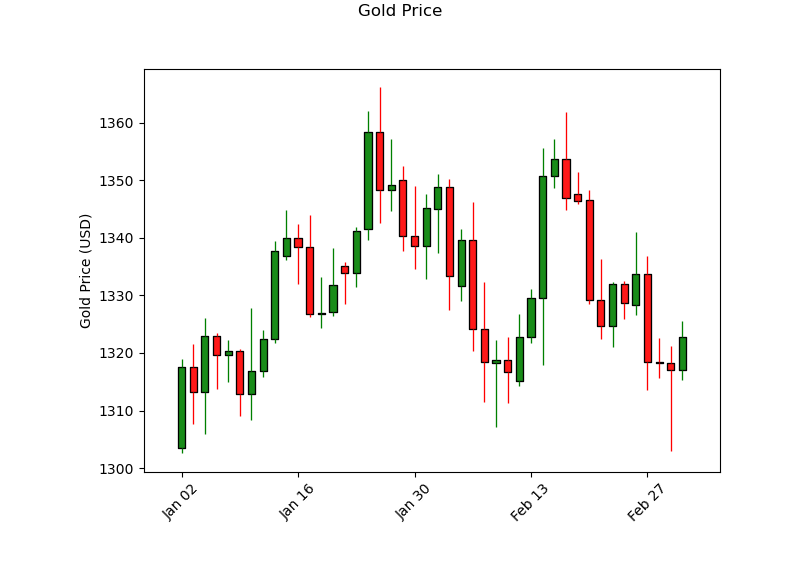 Gold Price
Gold Price (USD)
1360
1350
1340
1330
1320
1310
1300
Jan 02
Jan 16
Jan 30
Feb 13
Feb 27